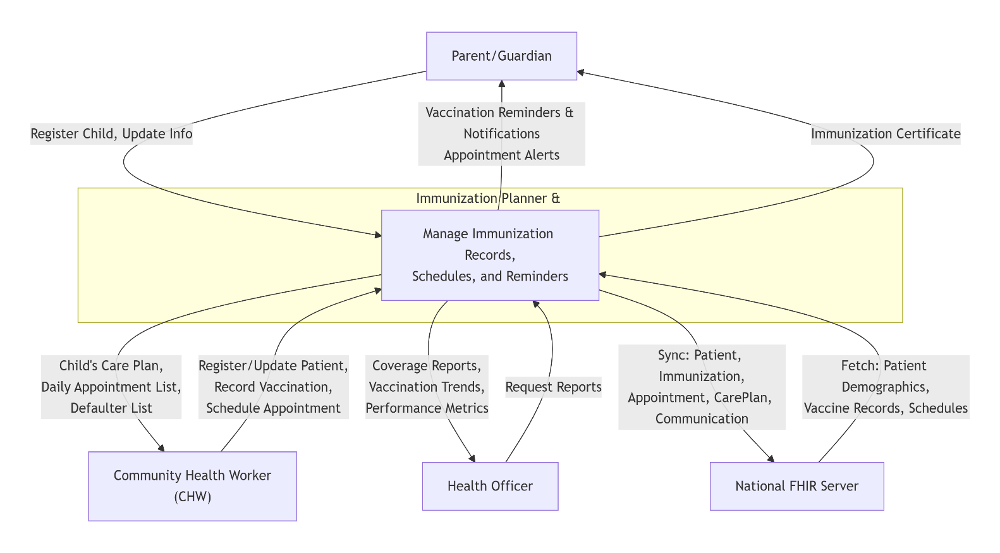 Parent/Guardian
Register Child, Update Info
Vaccination Reminders &
Notifications
Appointment Alerts
Immunization Certificate
Immunization Planner &
Manage Immunization
Records,
Schedules, and Reminders
Child's Care Plan,
Daily Appointment List,
Defaulter List
Register/Update Patient,
Record Vaccination,
Schedule Appointment
Coverage Reports,
Vaccination Trends,
Performance Metrics
Request Reports
Sync: Patient,
Immunization,
Appointment, CarePlan,
Communication
Fetch: Patient
Demographics,
Vaccine Records, Schedules
Community Health Worker
(CHW)
Health Officer
National FHIR Server